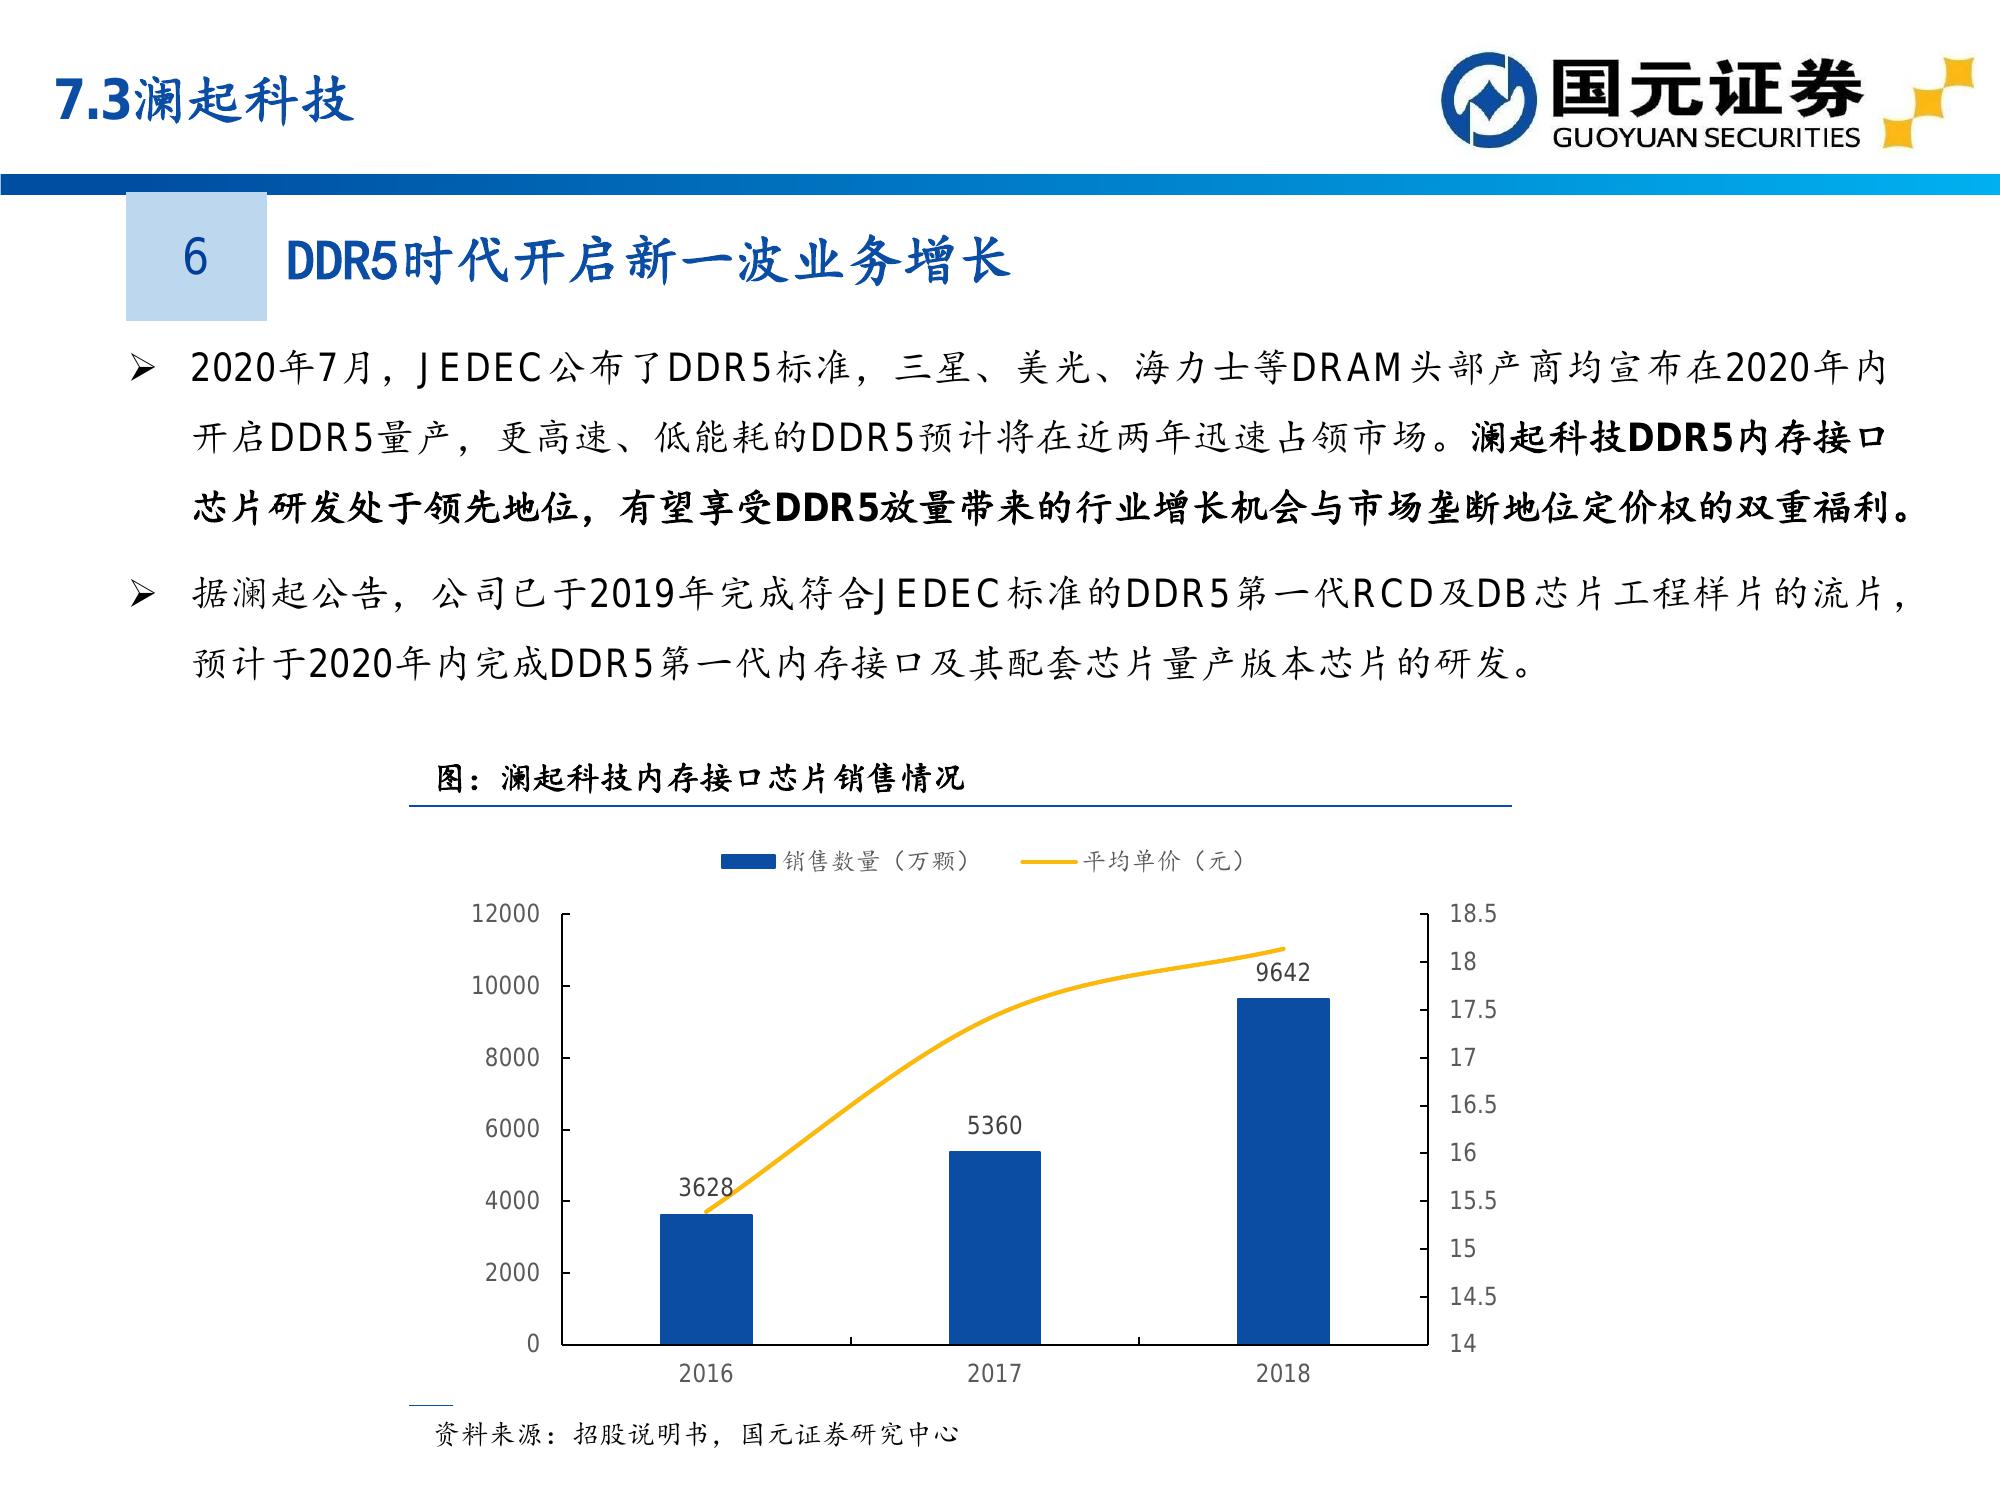 7.3澜起科技
国元证券
GUOYUAN SECURITIES
6
DDR5时代开启新一波业务增长
➢ 2020年7月，JEDEC公布了DDR5标准，三星、美光、海力士等DRAM头部产商均宣布在2020年内
开启DDR5量产，更高速、低能耗的DDR5预计将在近两年迅速占领市场。澜起科技DDR5内存接口
芯片研发处于领先地位，有望享受DDR5放量带来的行业增长机会与市场垄断地位定价权的双重福利。
➢ 据澜起公告，公司已于2019年完成符合JEDEC标准的DDR5第一代RCD及DB芯片工程样片的流片，
预计于2020年内完成DDR5第一代内存接口及其配套芯片量产版本芯片的研发。
图：澜起科技内存接口芯片销售情况
销售数量（万颗） 平均单价（元）
12000 18.5
18
10000 9642
17.5
8000 17
16.5
6000 5360
16
4000 3628 15.5
15
2000
14.5
0 14
2016 2017 2018
资料来源：招股说明书，国元证券研究中心